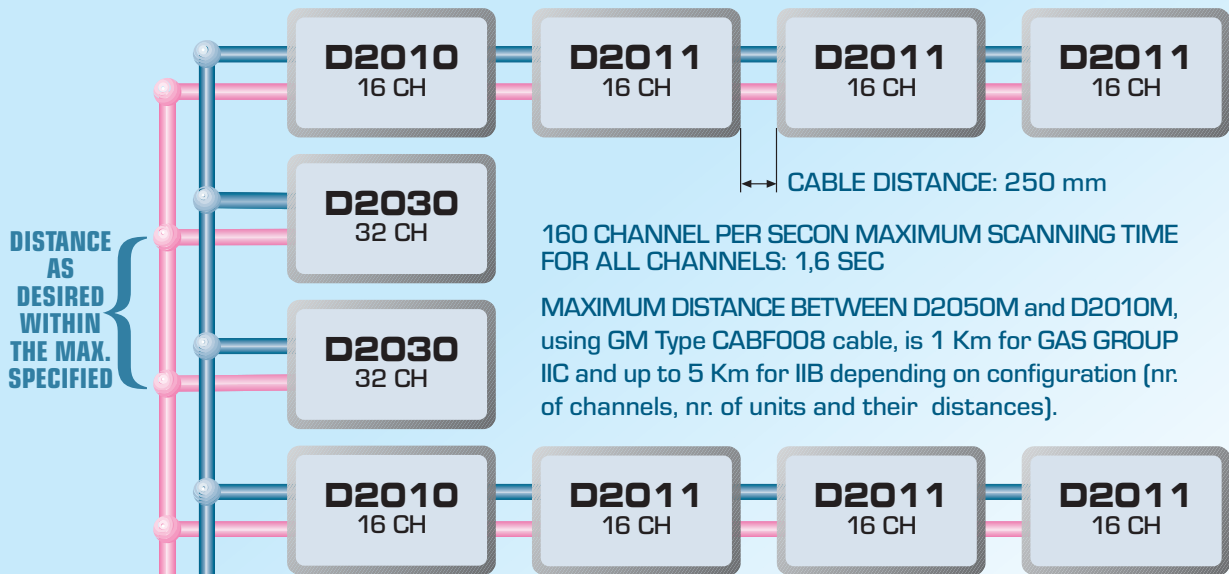 D2010
16 CH
D2011
16 CH
D2011
16 CH
D2011
16 CH
CABLE DISTANCE: 250 mm
D2030
32 CH
DISTANCE
AS
DESIRED
WITHIN
THE MAX.
SPECIFIED
160 CHANNEL PER SECON MAXIMUM SCANNING TIME
FOR ALL CHANNELS: 1,6 SEC
MAXIMUM DISTANCE BETWEEN D2050M and D2010M,
using GM Type CABF008 cable, is 1 Km for GAS GROUP
IIC and up to 5 Km for IIB depending on configuration (nr.
of channels, nr. of units and their distances).
D2030
32 CH
D2010
16 CH
D2011
16 CH
D2011
16 CH
D2011
16 CH